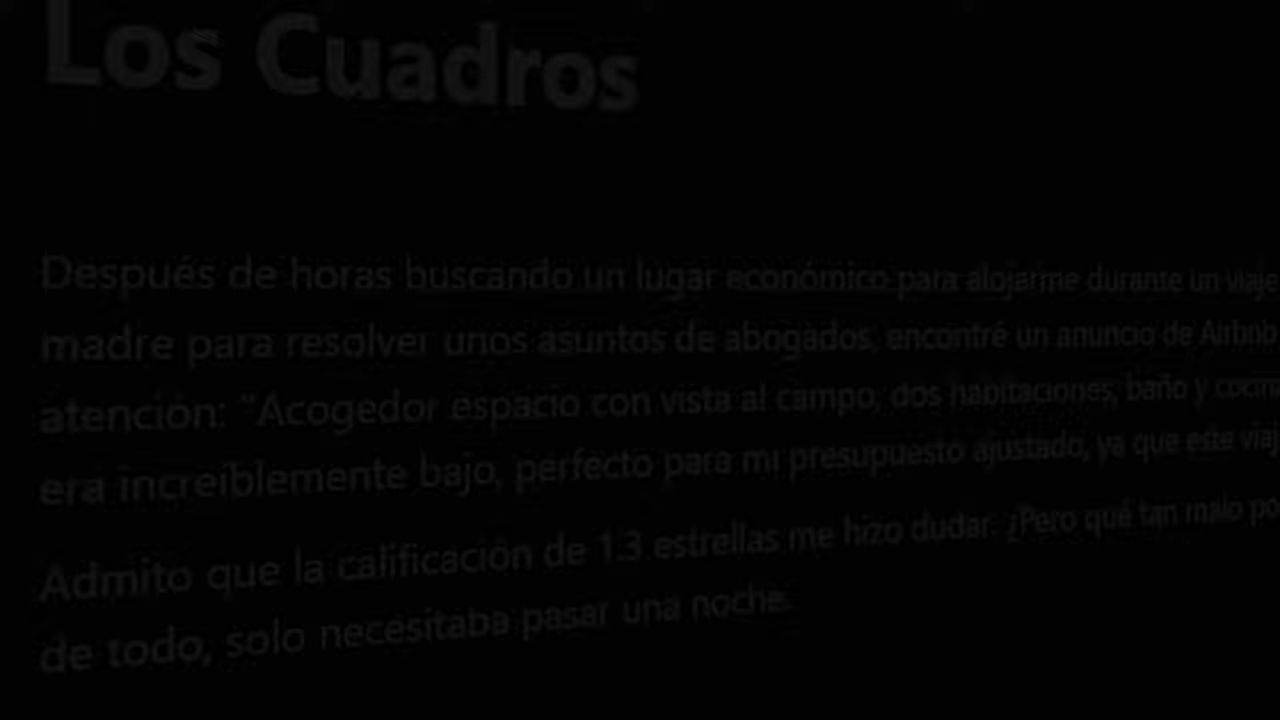 Los Cuadros
Después de horas buscando un lugar económico para alojarme durante un viaje
madre para resolver unos asuntos de abogados, encontré un anuncio de Airbnb
atención: "Acogedor espacio con vista al campo, dos habitaciones, baño y
era increíblemente bajo, perfecto para mi presupuesto ajustado, ya que este
Admito que la calificación de 1.3 estrellas me hizo dudar. ¿Pero qué tan malo
de todo, solo necesitaba pasar una noche.